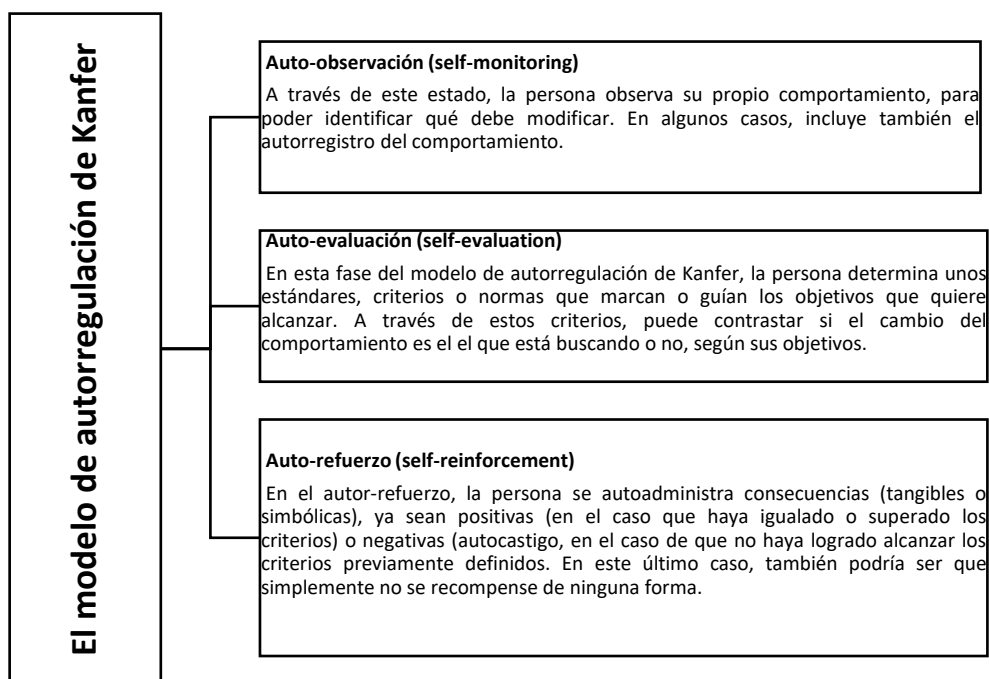 El modelo de autorregulación de Kanfer
Auto-observación (self-monitoring)
A través de este estado, la persona observa su propio comportamiento, para
poder identificar qué debe modificar. En algunos casos, incluye también el
autorregistro del comportamiento.
Auto-evaluación (self-evaluation)
En esta fase del modelo de autorregulación de Kanfer, la persona determina unos
estándares, criterios o normas que marcan o guían los objetivos que quiere
alcanzar. A través de estos criterios, puede contrastar si el cambio del
comportamiento es el el que está buscando o no, según sus objetivos.
Auto-refuerzo (self-reinforcement)
En el autor-refuerzo, la persona se autoadministra consecuencias (tangibles o
simbólicas), ya sean positivas (en el caso que haya igualado o superado los
criterios) o negativas (autocastigo, en el caso de que no haya logrado alcanzar los
criterios previamente definidos. En este último caso, también podría ser que
simplemente no se recompense de ninguna forma.